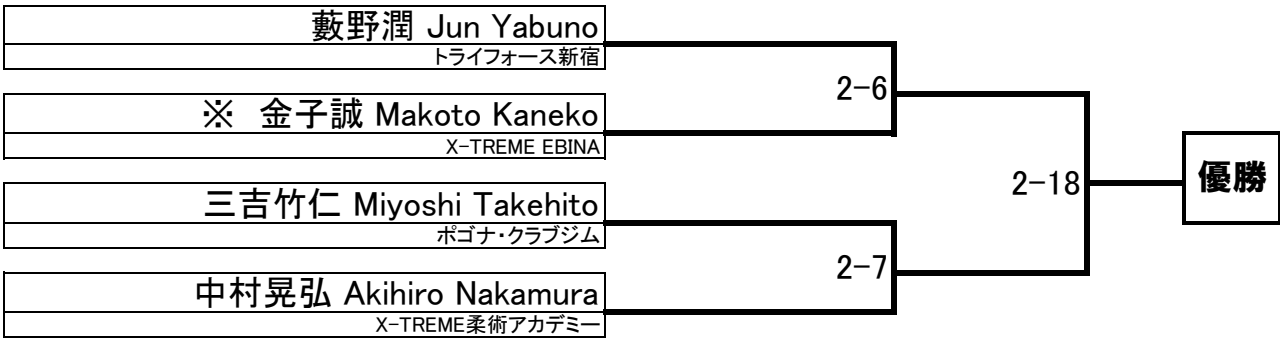 藪野潤 Jun Yabuno
トライフォース新宿
2-6
※　金子誠 Makoto Kaneko
X-TREME EBINA
2-18
優勝
三吉竹仁 Miyoshi Takehito
ポゴナ・クラブジム
2-7
中村晃弘 Akihiro Nakamura
X-TREME柔術アカデミー